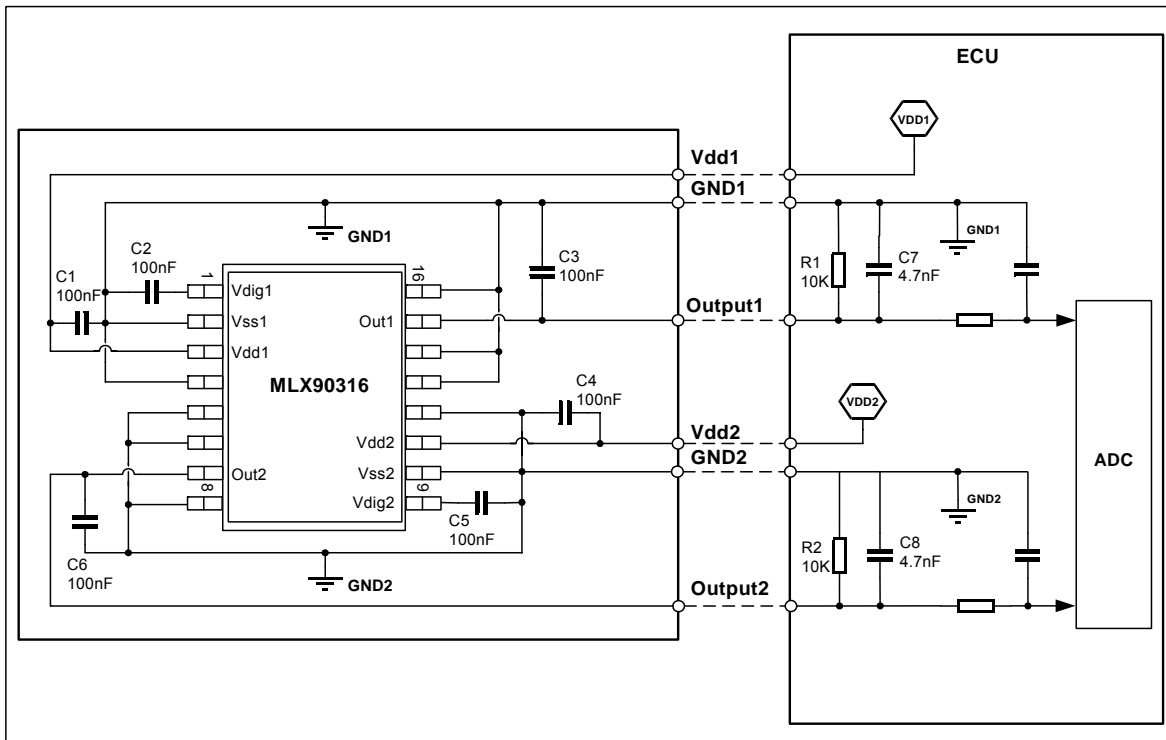 ECU
VDD1
Vdd1
GND1
GND1
GND1
C2
100nF
C1
100nF
C3
100nF
R1
10K
C7
4.7nF
1
16
Vdig1
Vss1
Out1
Output1
Vdd1
MLX90316
C4
100nF
VDD2
Vdd2
Vdd2
GND2
ADC
Out2
Vss2
8
9
Vdig2
GND2
C5
100nF
C6
100nF
GND2
R2
10K
C8
4.7nF
Output2